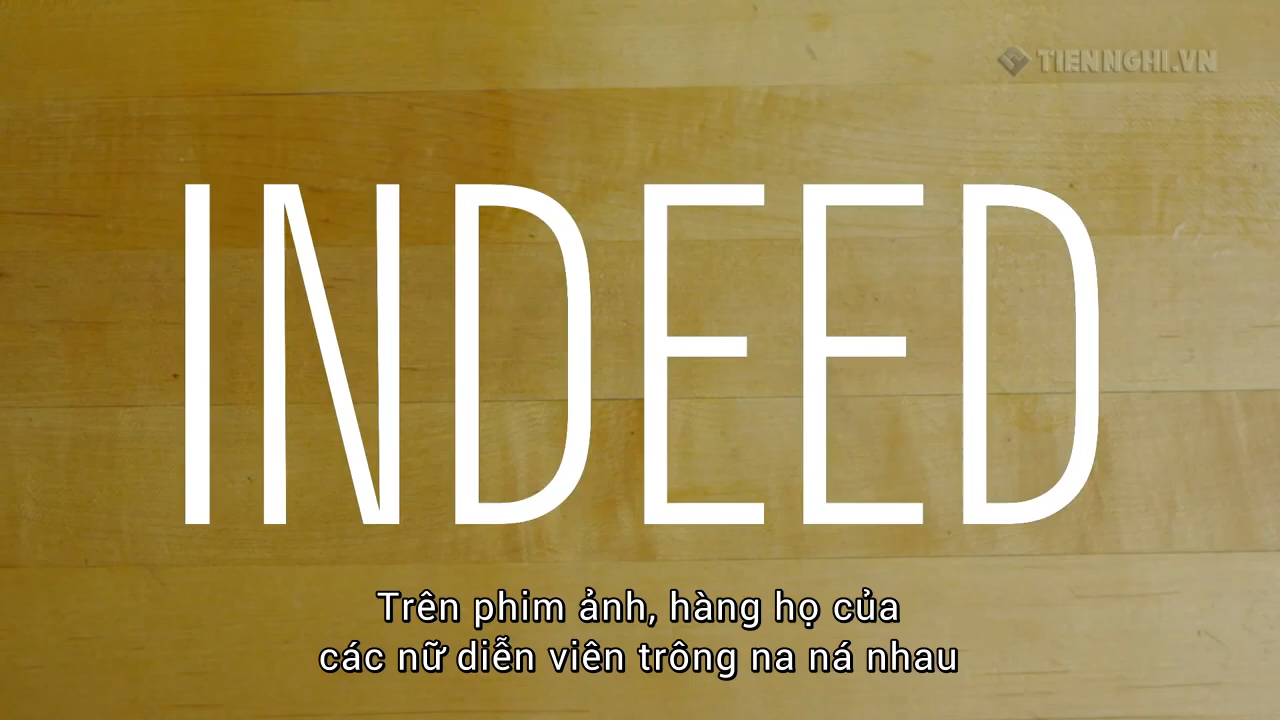 TIENNGHI.VN
INDEED
Trên phim ảnh, hàng họ của
các nữ diễn viên trông na ná nhau